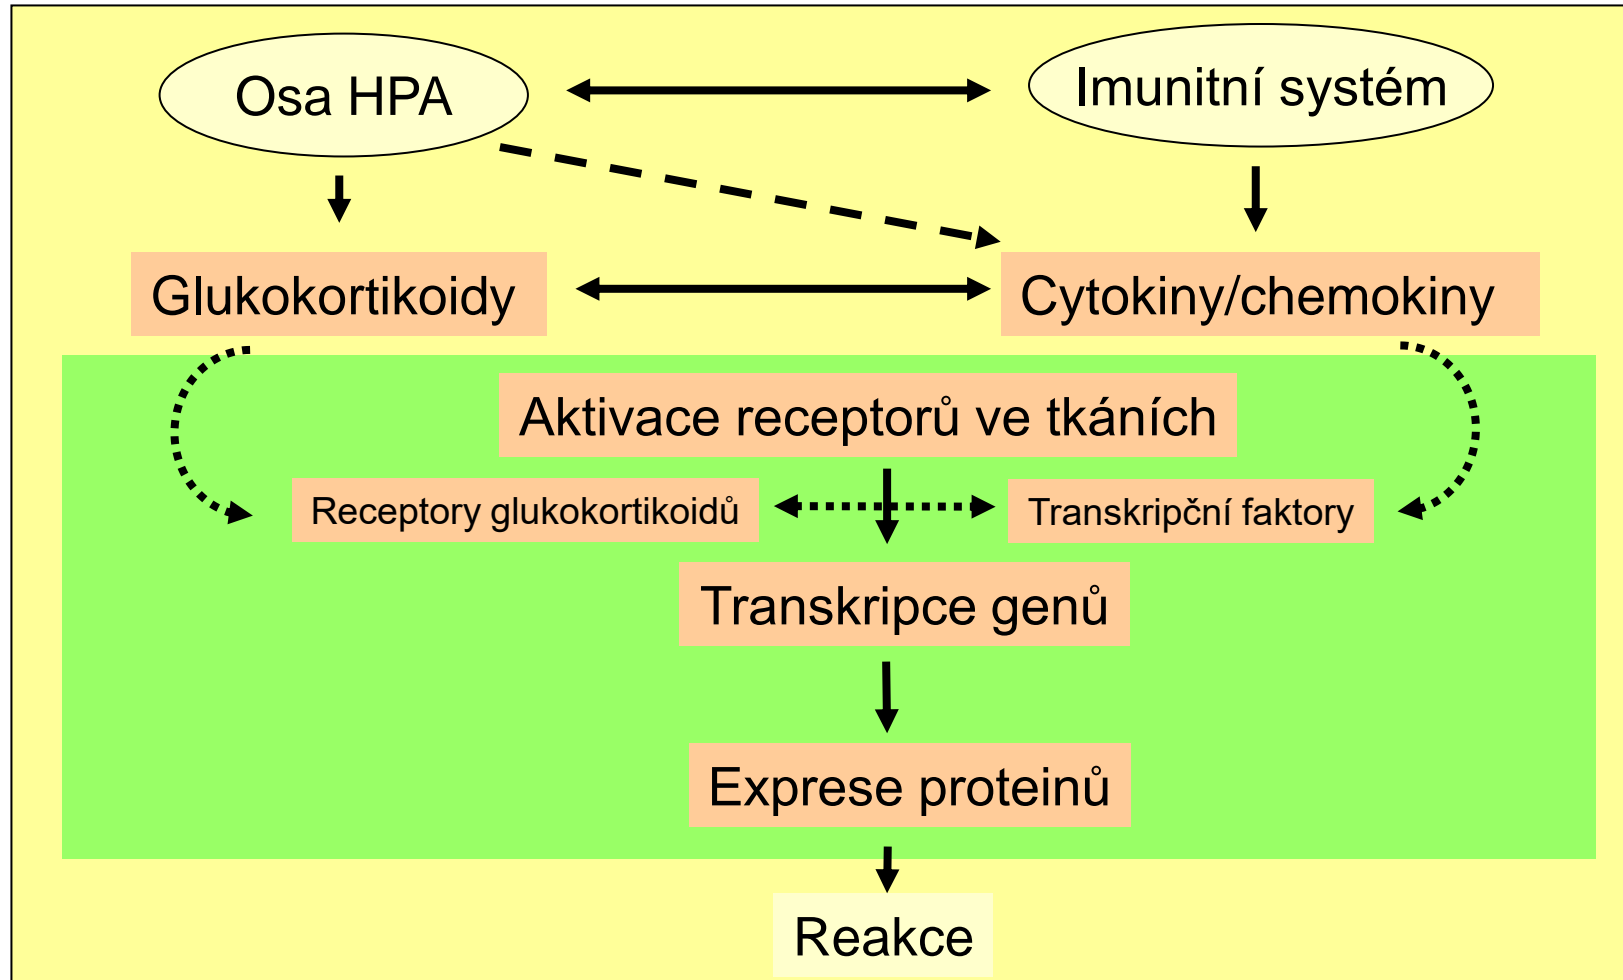 Osa HPA
Imunitní systém
Glukokortikoidy
Cytokiny/chemokiny
Aktivace receptorů ve tkáních
Receptory glukokortikoidů
Transkripční faktory
Transkripce genů
Exprese proteinů
Reakce